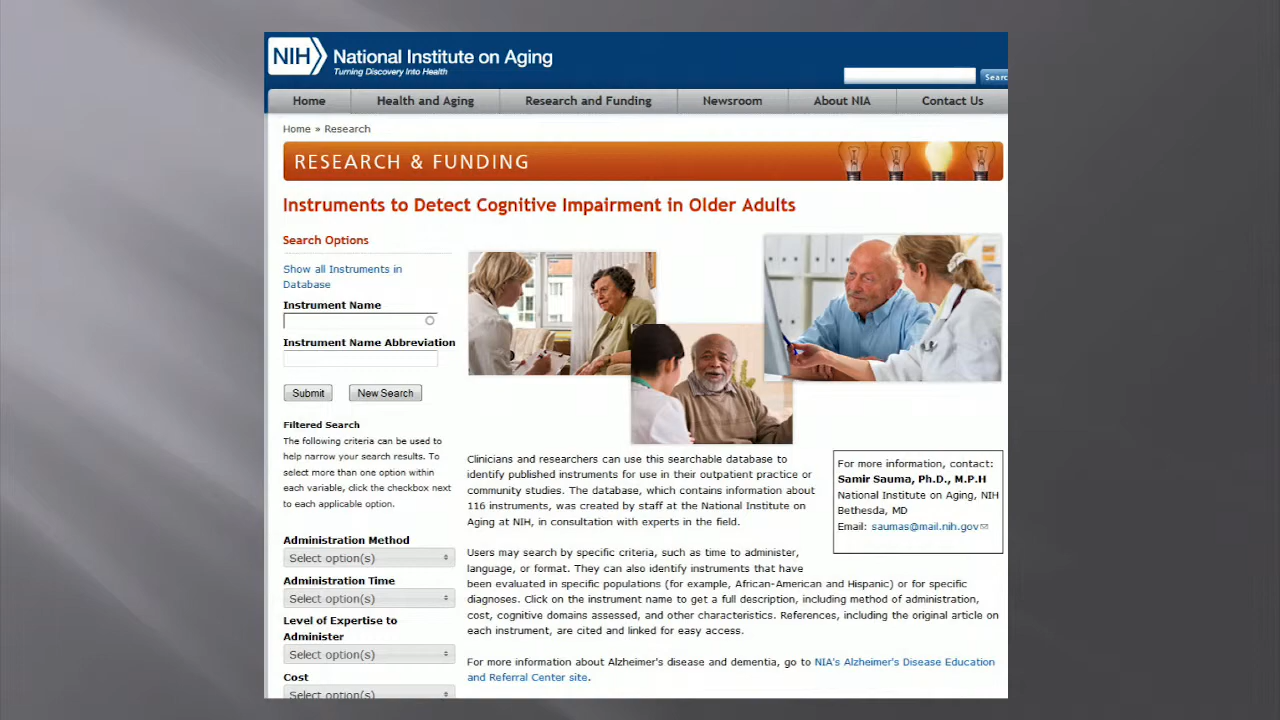 NIH National Institute on Aging
Turning Discovery Into Health
Searc
Home Health and Aging Research and Funding Newsroom About NIA Contact Us
Home » Research
RESEARCH & FUNDING
Instruments to Detect Cognitive Impairment in Older Adults
Search Options
Show all Instruments in
Database
Instrument Name
Instrument Name Abbreviation
Submit New Search
Filtered Search
The following criteria can be used to
help narrow your search results. To
select more than one option within
each variable, click the checkbox next
to each applicable option.
Administration Method
Select option(s)
Administration Time
Select option(s)
Level of Expertise to
Administer
Select option(s)
Cost
Select option(s)
Clinicians and researchers can use this searchable database to
identify published instruments for use in their outpatient practice or
community studies. The database, which contains information about
116 instruments, was created by staff at the National Institute on
Aging at NIH, in consultation with experts in the field.
Users may search by specific criteria, such as time to administer,
language, or format. They can also identify instruments that have
been evaluated in specific populations (for example, African-American and Hispanic) or for specific
diagnoses. Click on the instrument name to get a full description, including method of administration,
cost, cognitive domains assessed, and other characteristics. References, including the original article on
each instrument, are cited and linked for easy access.
For more information about Alzheimer's disease and dementia, go to NIA's Alzheimer's Disease Education
and Referral Center site.
For more information, contact:
Samir Sauma, Ph.D., M.P.H
National Institute on Aging, NIH
Bethesda, MD
Email: saumas@mail.nih.gov